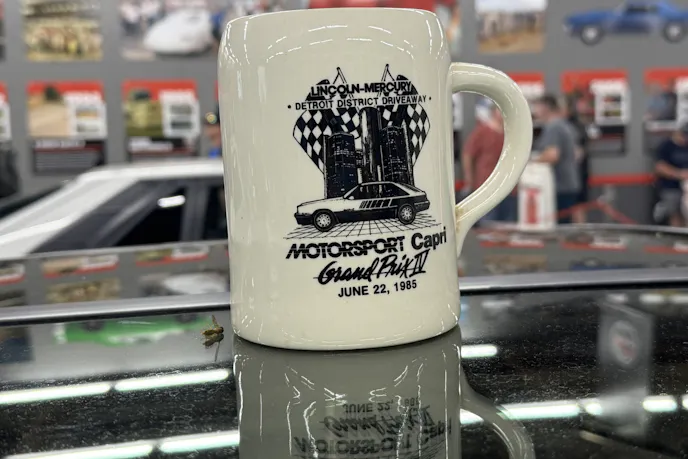 LINCOLN-MERCURY
• DETROIT DISTRICT DRIVEAWAY •
MOTORSPORT Capri
Grand Prix IV
JUNE 22, 1985